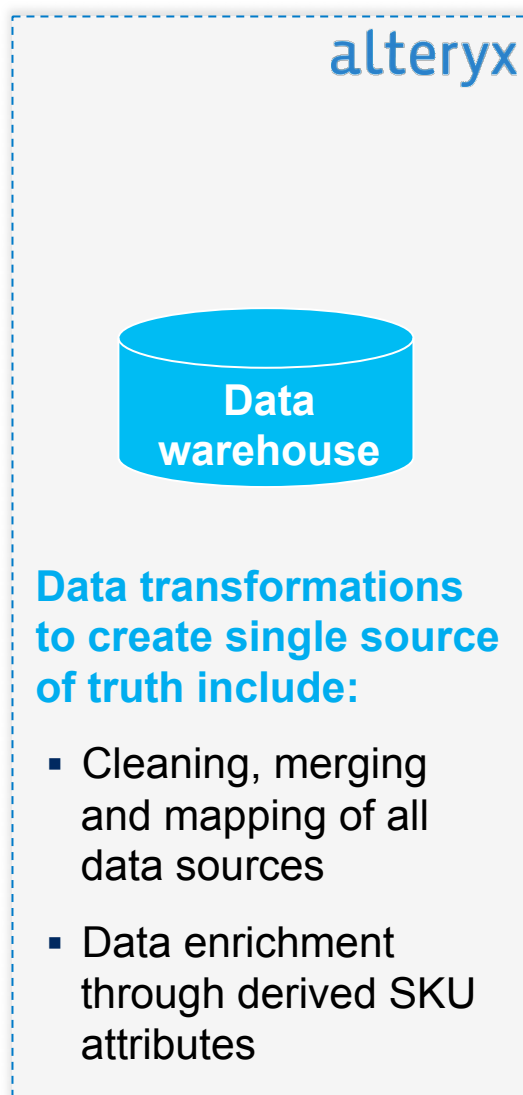 alteryx
Data
warehouse
Data transformations
to create single source
of truth include:
▪ Cleaning, merging
and mapping of all
data sources
▪ Data enrichment
through derived SKU
attributes